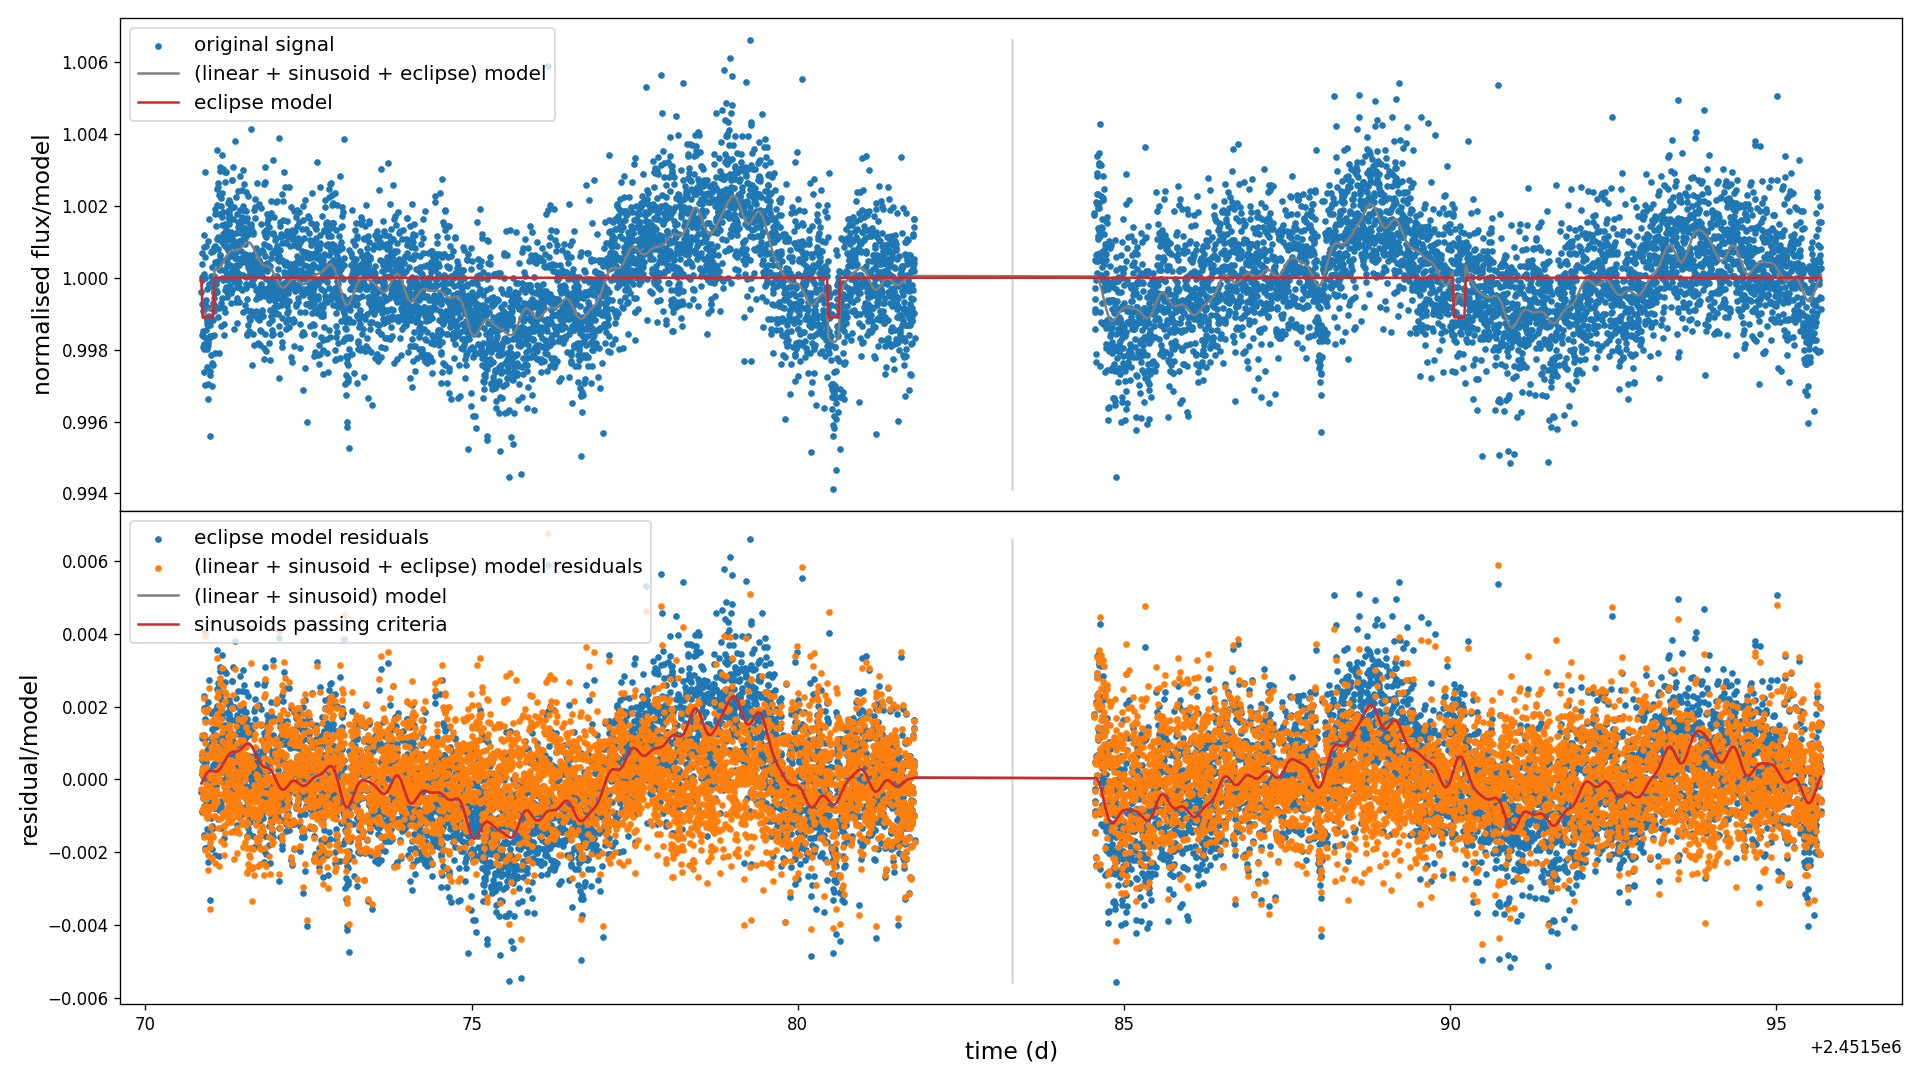 original signal
(linear + sinusoid + eclipse) model
eclipse model
1.006
1.004
1.002
1.000
0.998
0.996
0.994
normalised flux/model
eclipse model residuals
(linear + sinusoid + eclipse) model residuals
(linear + sinusoid) model
sinusoids passing criteria
0.006
0.004
0.002
0.000
−0.002
−0.004
−0.006
residual/model
70 75 80 85 90 95
time (d)
+2.4515e6